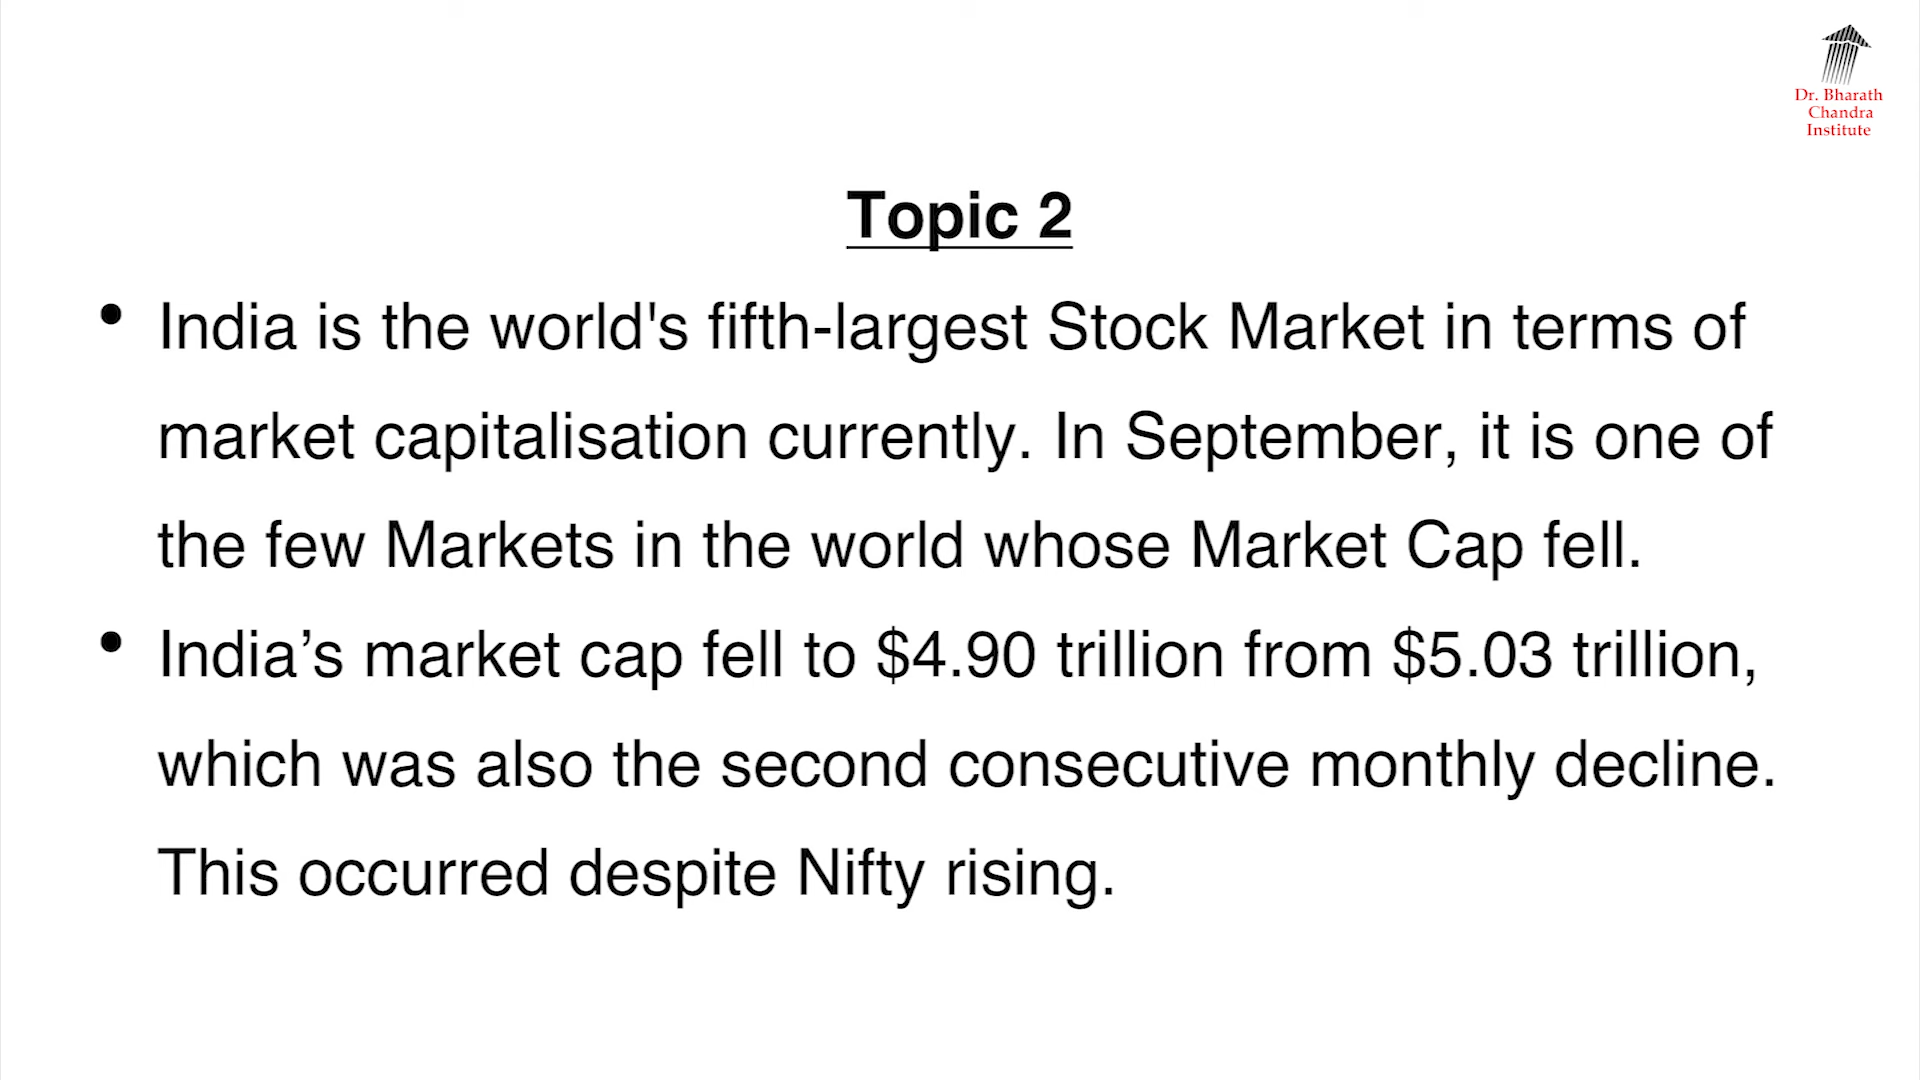 Dr. Bharath
Chandra
Institute
Topic 2
• India is the world's fifth-largest Stock Market in terms of
market capitalisation currently. In September, it is one of
the few Markets in the world whose Market Cap fell.
• India’s market cap fell to $4.90 trillion from $5.03 trillion,
which was also the second consecutive monthly decline.
This occurred despite Nifty rising.